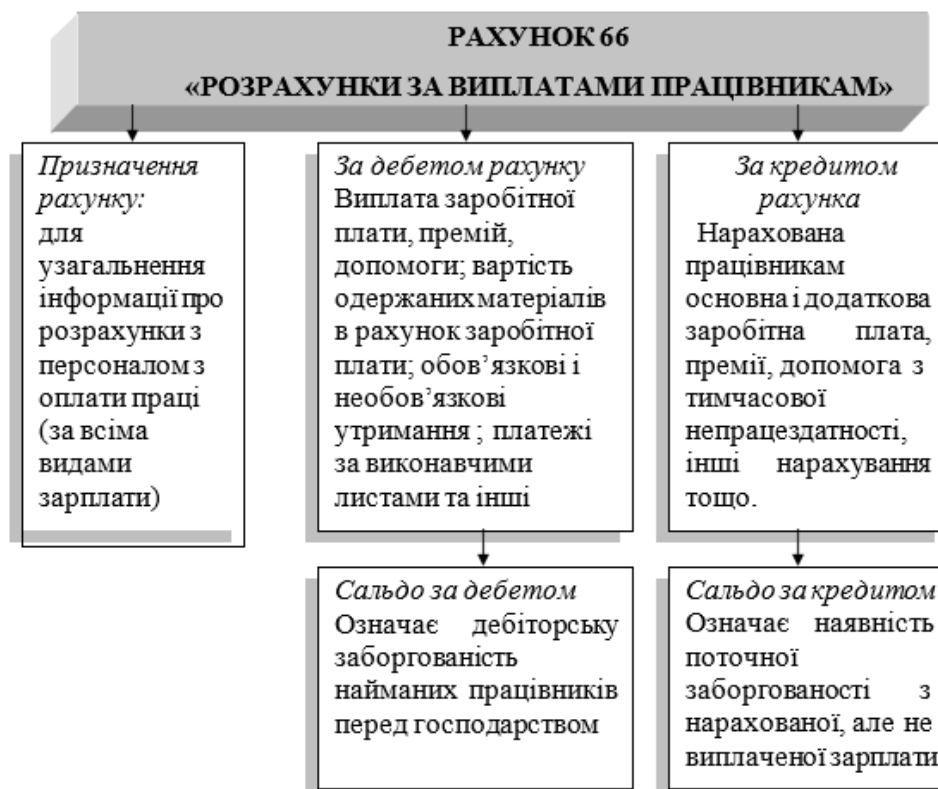 РАХУНОК 66
«РОЗРАХУНКИ ЗА ВИПЛАТАМИ ПРАЦІВНИКАМ»
Призначення
рахунку:
для
узагальнення
інформації про
розрахунки з
персоналом з
оплати праці
(за всіма
видами
зарплати)
За дебетом рахунку
Виплата заробітної
плати, премій,
допомоги; вартість
одержаних матеріалів
в рахунок заробітної
плати; обов’язкові і
необов’язкові
утримання ; платежі
за виконавчими
листами та інші
За кредитом
рахунка
Нарахована
працівникам
основна і додаткова
заробітна плата,
премії, допомога з
тимчасової
непрацездатності,
інші нарахування
тощо.
Сальдо за дебетом
Означає дебіторську
заборгованість
найманих працівників
перед господарством
Сальдо за кредитом
Означає наявність
поточної
заборгованості з
нарахованої, але не
виплаченої зарплати